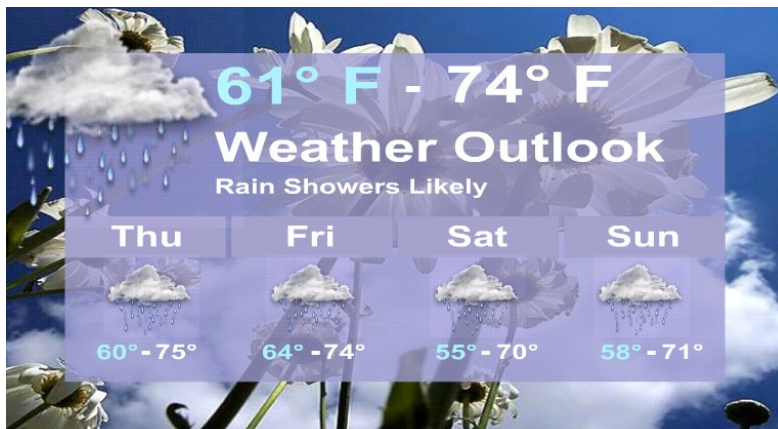 61° F - 74° F
Weather Outlook
Rain Showers Likely
Thu Fri Sat Sun
60° - 75° 64° - 74° 55° - 70° 58° - 71°